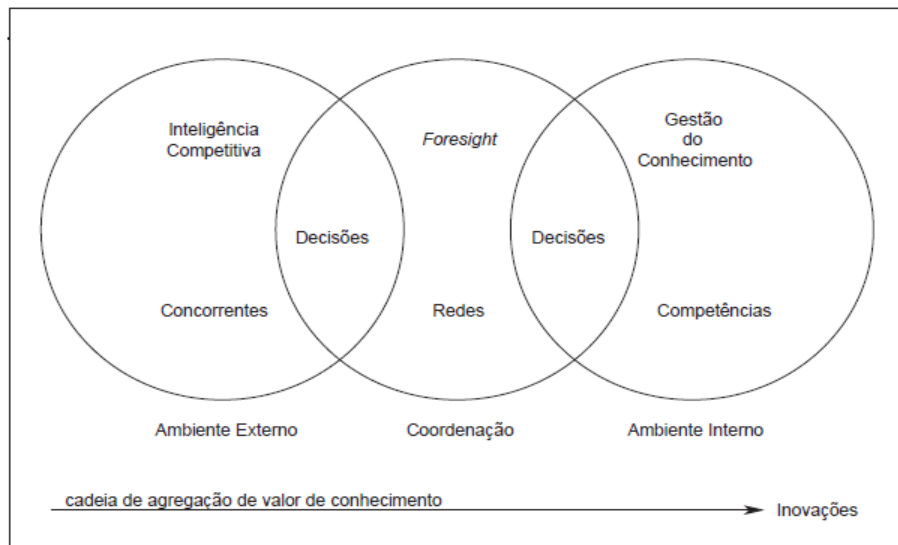 Inteligência
Competitiva
Foresight
Gestão
do
Conhecimento
Decisões
Decisões
Concorrentes
Redes
Competências
Ambiente Externo
Coordenação
Ambiente Interno
cadeia de agregação de valor de conhecimento
Inovações